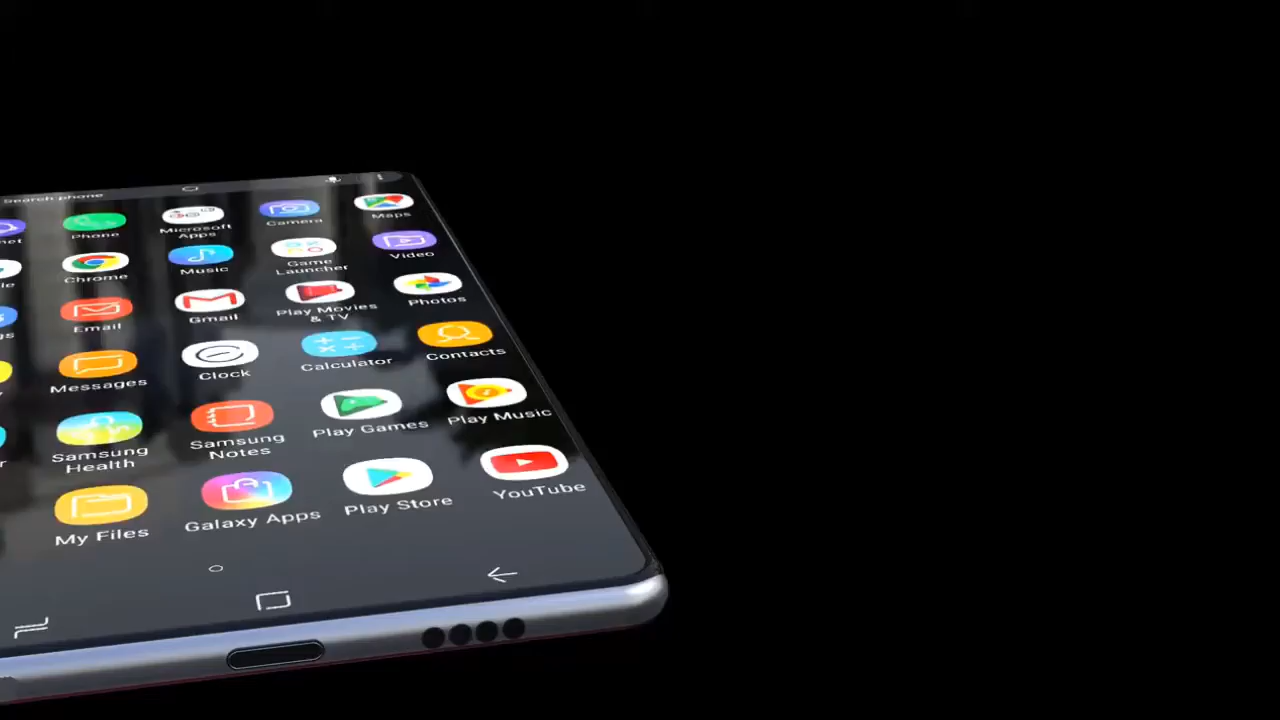 Search phone
Phone
Microsoft
Apps
Camera
Maps
Chrome
Music
Game
Launcher
Video
Email
Gmail
Play Movies
& TV
Photos
Messages
Clock
Calculator
Contacts
Samsung
Health
Samsung
Notes
Play Games
Play Music
My Files
Galaxy Apps
Play Store
YouTube